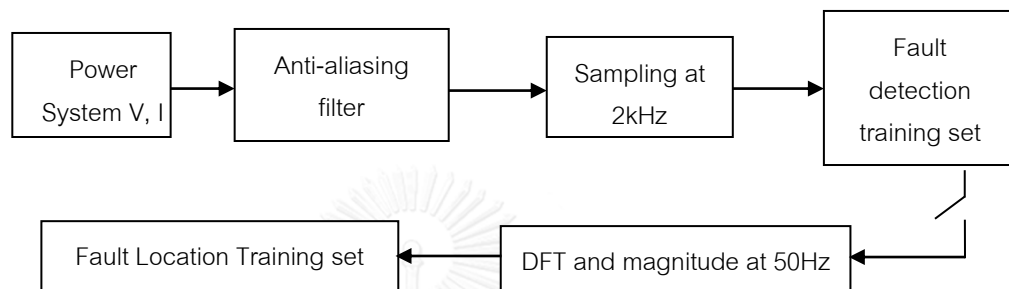 Power
System V, I
Anti-aliasing
filter
Sampling at
2kHz
Fault
detection
training set
Fault Location Training set
DFT and magnitude at 50Hz